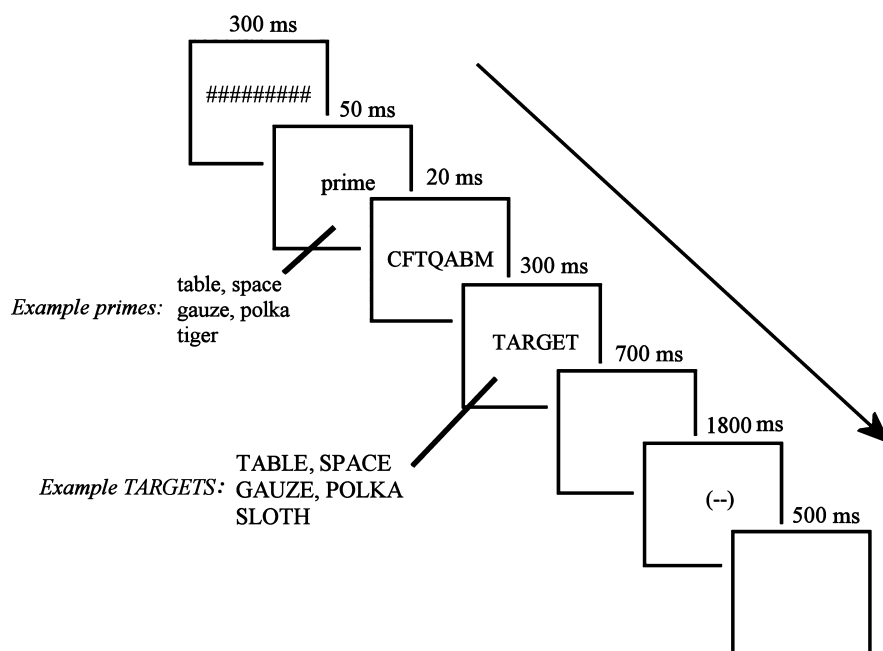 300 ms
#########
50 ms
prime
20 ms
CFTQABM
300 ms
Example primes:
table, space
gauze, polka
tiger
TARGET
700 ms
1800 ms
Example TARGETS:
TABLE, SPACE
GAUZE, POLKA
SLOTH
(--)
500 ms